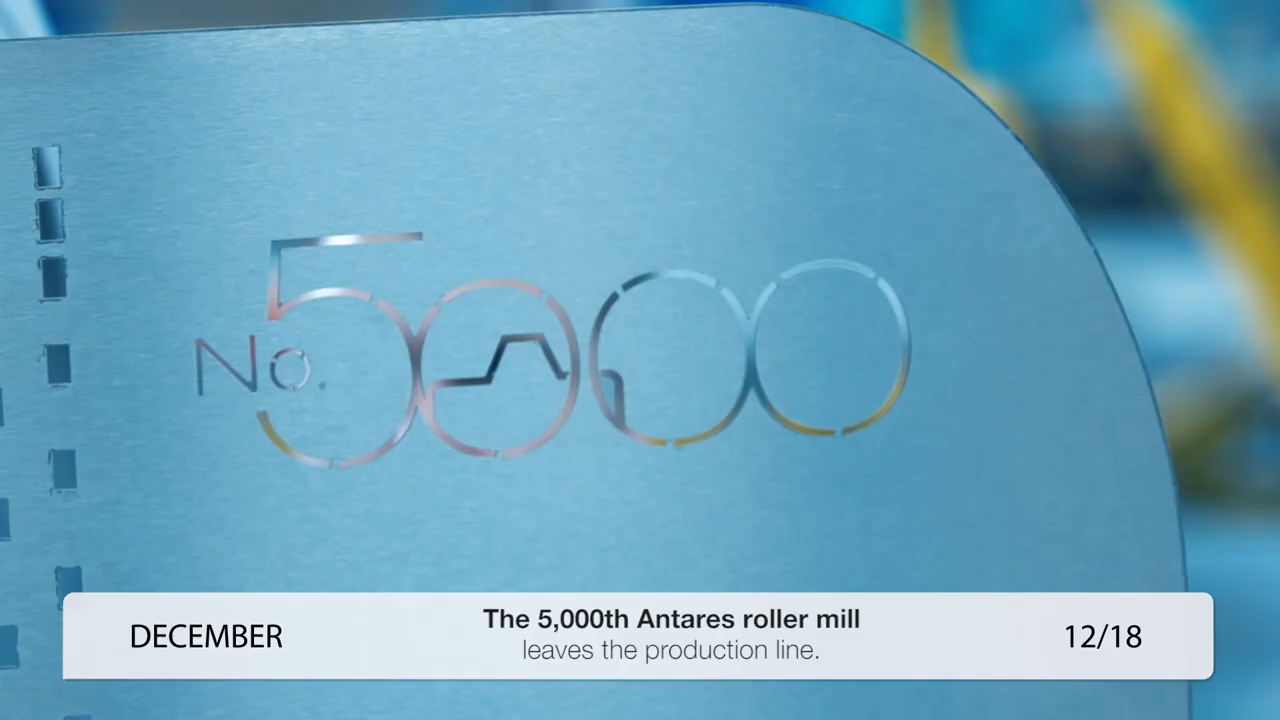 No. 5000
DECEMBER
The 5,000th Antares roller mill
leaves the production line.
12/18